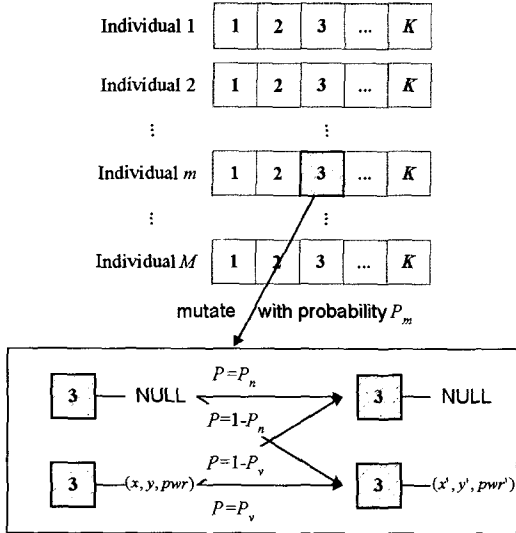 Individual 1 1 2 3 ... K
Individual 2 1 2 3 ... K
⋮ ⋮
Individual m 1 2 3 ... K
⋮ ⋮
Individual M 1 2 3 ... K
mutate with probability P_m
P=P_n
3 NULL 3 NULL
P=1-P_n
P=1-P_v
3 (x, y, pwr) 3 (x', y', pwr')
P=P_v